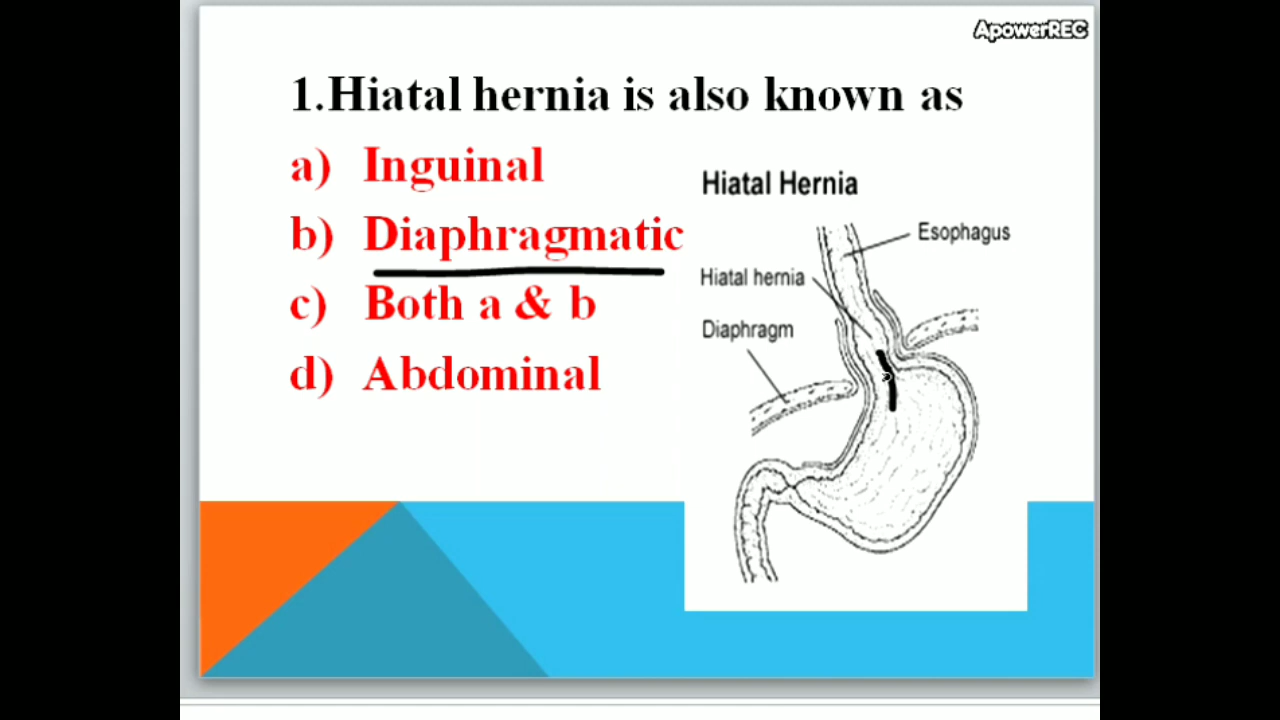 ApowerREC
1.Hiatal hernia is also known as
a) Inguinal
b) Diaphragmatic
c) Both a & b
d) Abdominal
Hiatal Hernia
Esophagus
Hiatal hernia
Diaphragm